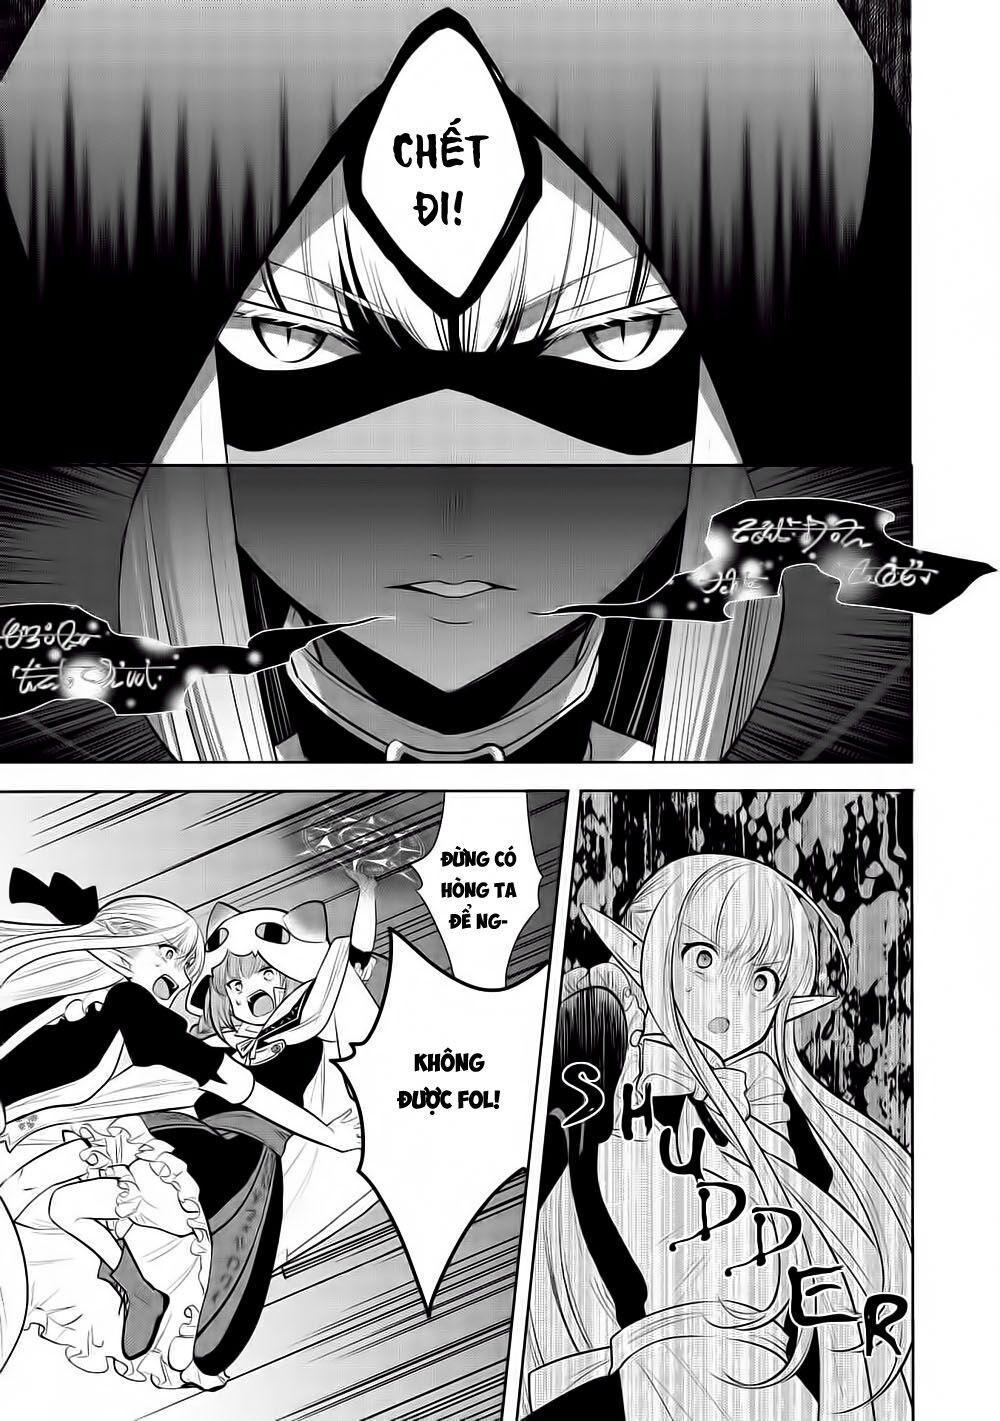 CHẾT
ĐI!
SHUDDER
ĐỪNG CÓ
HÒNG TA
ĐỂ NG-
KHÔNG
ĐƯỢC FOL!